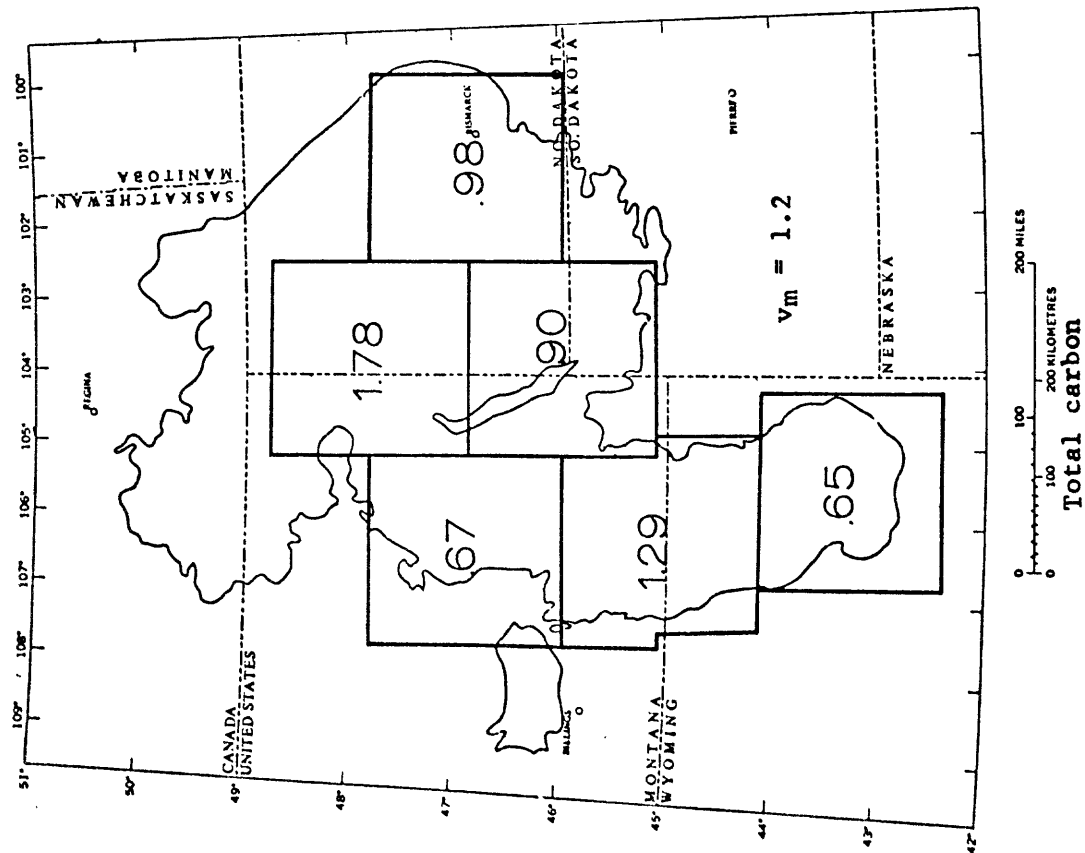 109° 108° 107° 106° 105° 104° 103° 102° 101° 100°
51°
50°
49°
48°
47°
46°
45°
44°
43°
42°
SASKATCHEWAN
MANITOBA
REGINA
CANADA
UNITED STATES
1.78
.67
.98
BISMARCK
.90
NO. DAKOTA
SO. DAKOTA
BILLINGS
MONTANA
WYOMING
1.29
PIERRE
.65
vm = 1.2
NEBRASKA
0 100 200 MILES
0 100 200 KILOMETRES
Total carbon